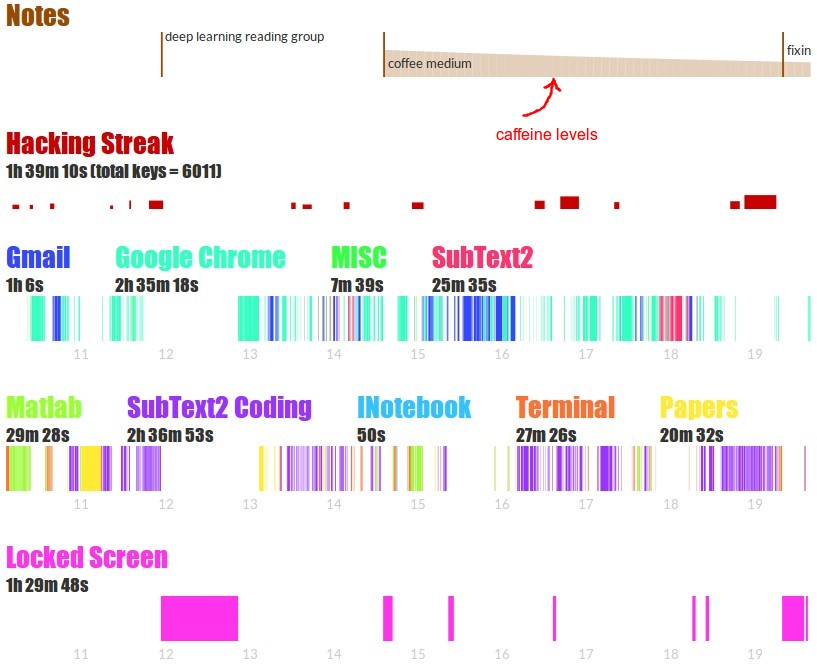 Notes
deep learning reading group
fixin
coffee medium
caffeine levels
Hacking Streak
1h 39m 10s (total keys = 6011)
Gmail Google Chrome MISC SubText2
1h 6s 2h 35m 18s 7m 39s 25m 35s
11 12 13 14 15 16 17 18 19
Matlab SubText2 Coding INotebook Terminal Papers
29m 28s 2h 36m 53s 50s 27m 26s 20m 32s
11 12 13 14 15 16 17 18 19
Locked Screen
1h 29m 48s
11 12 13 14 15 16 17 18 19